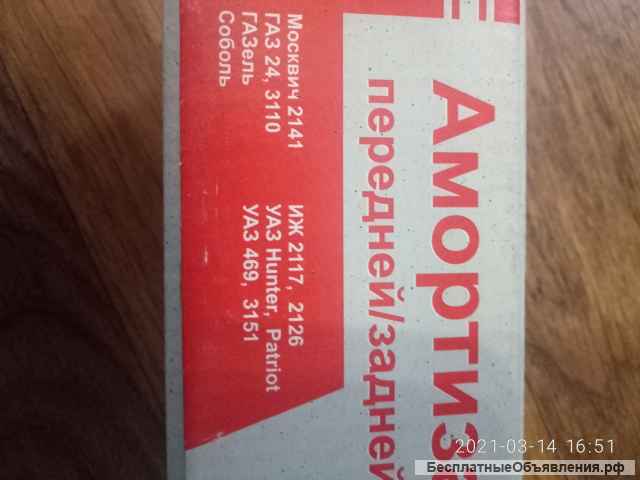 Амортиз
передней/задней
Москвич 2141
ГАЗ 24, 3110
ГАЗель
Соболь
ИЖ 2117, 2126
УАЗ Hunter, Patriot
УАЗ 469, 3151
2021-03-14 16:51
БесплатныеОбъявления.рф